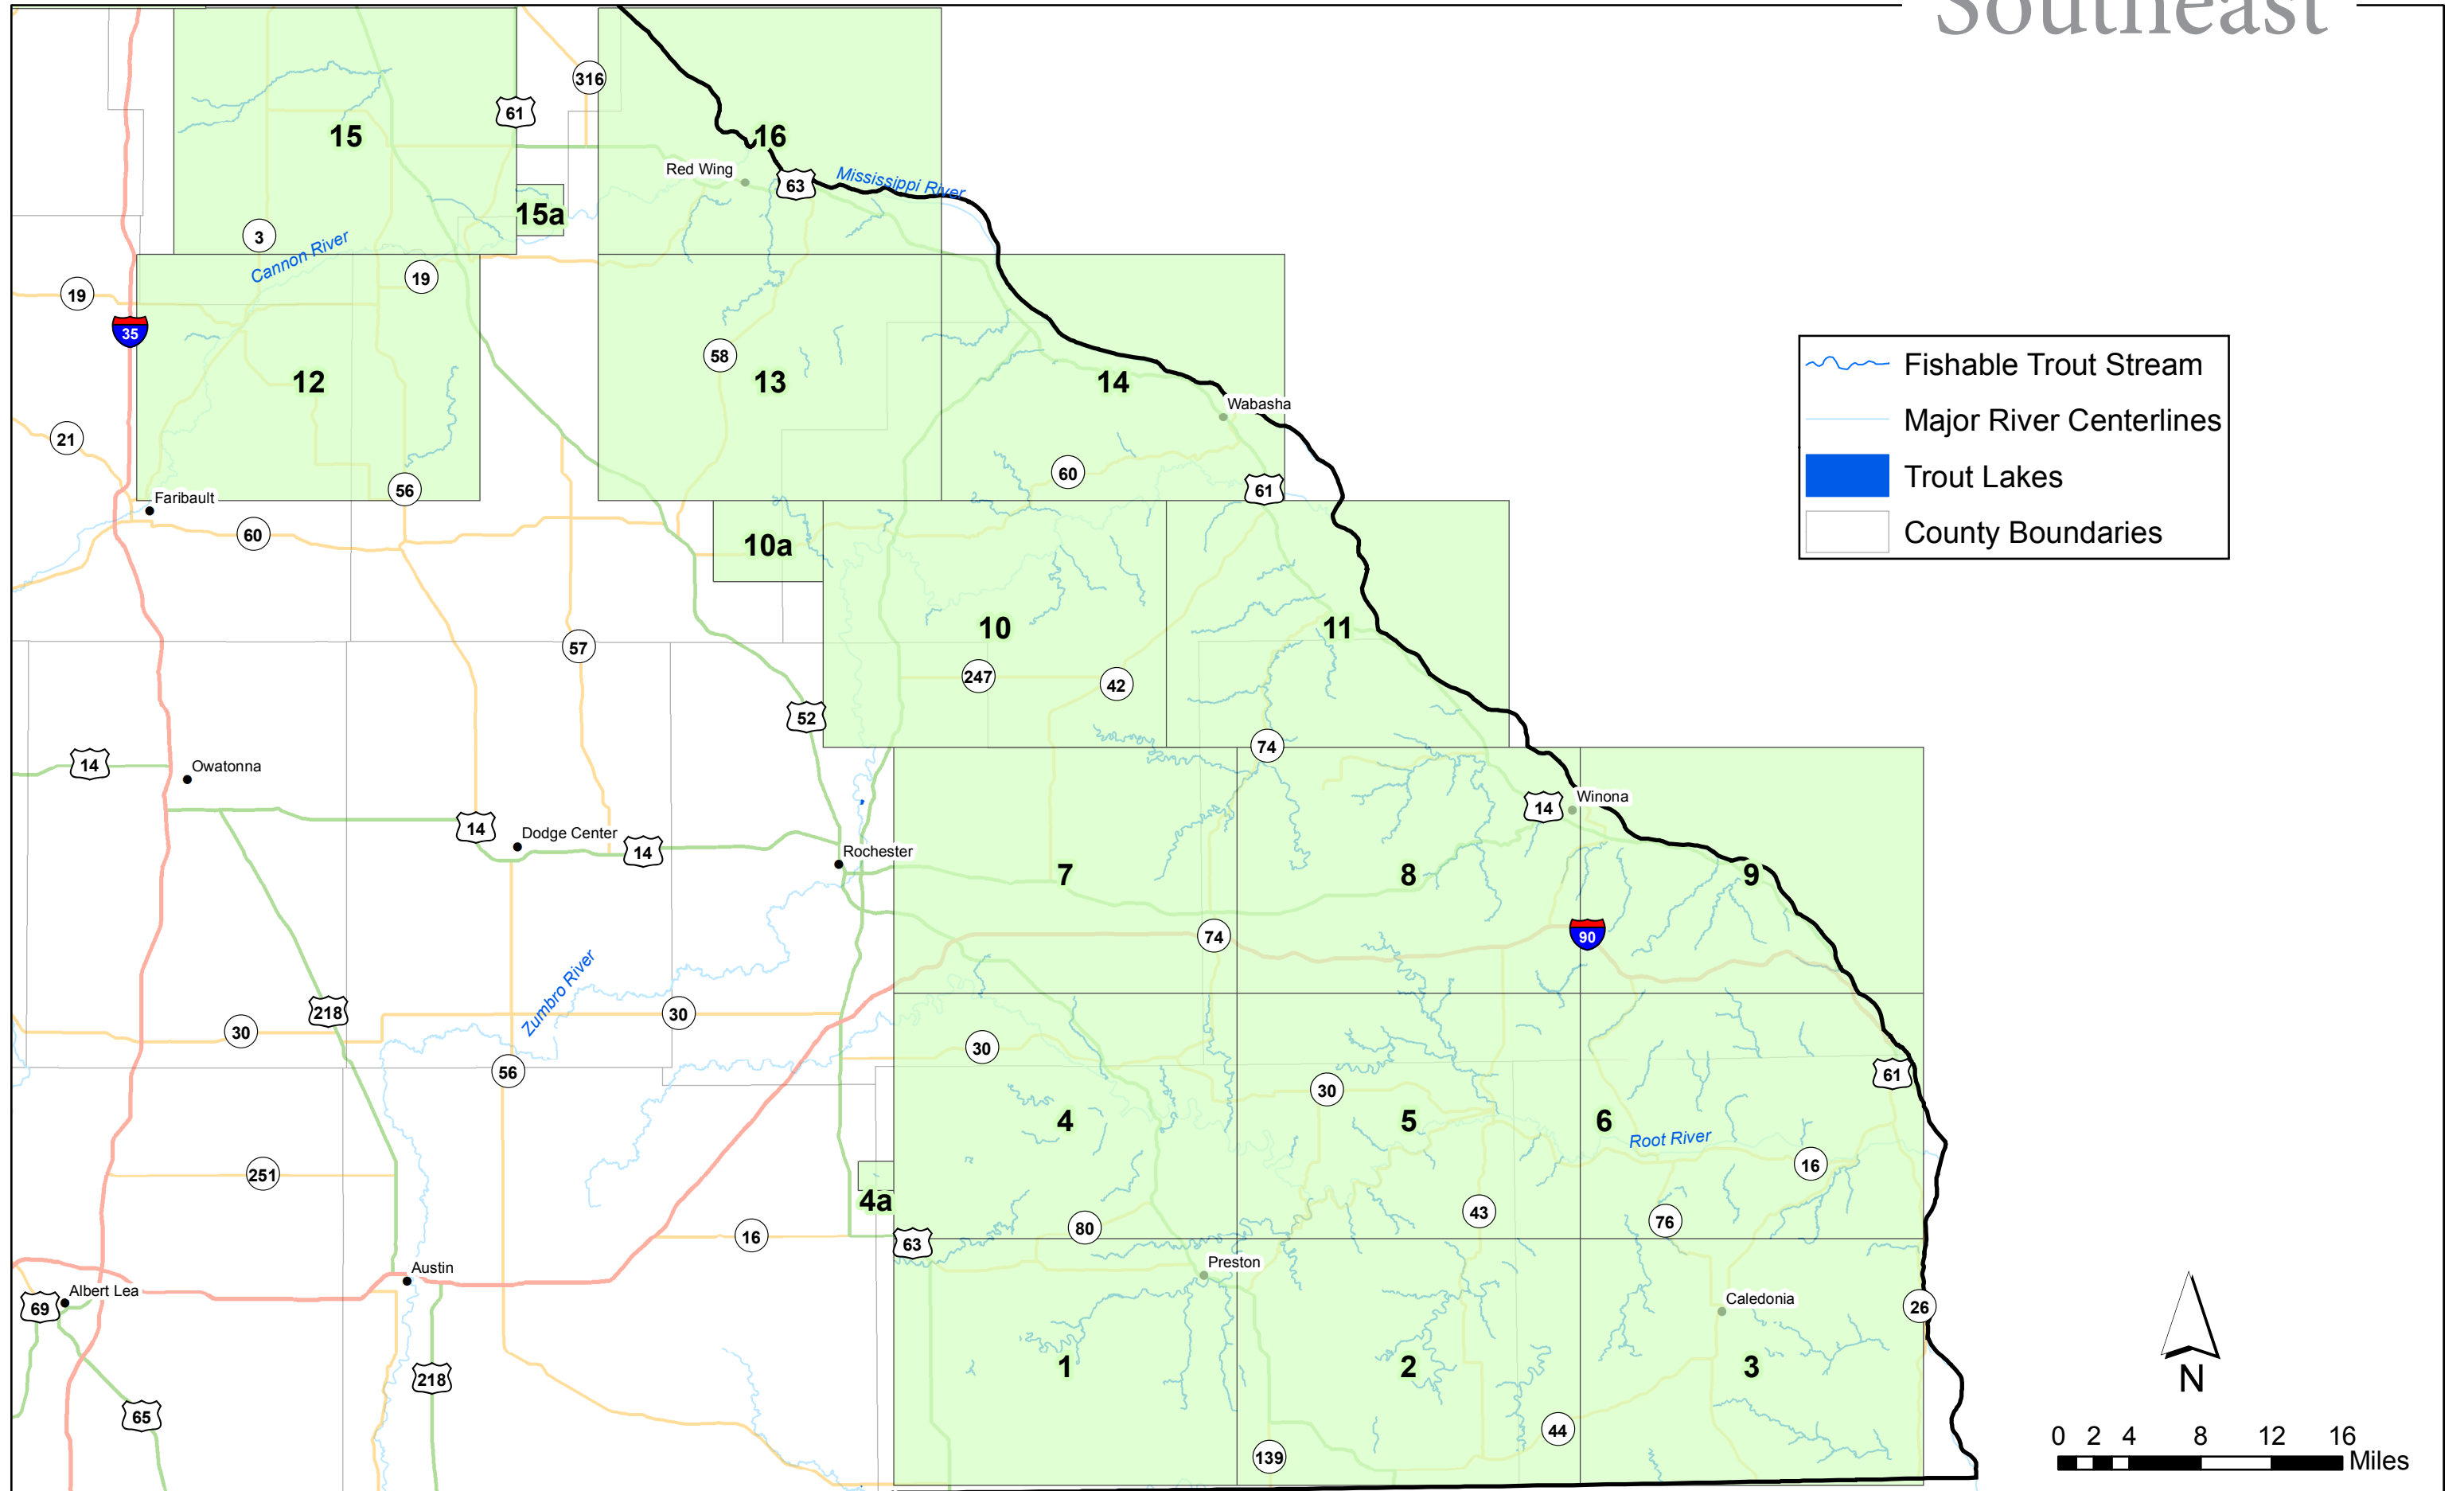 Southeast
316
61
15
16
Red Wing
63
Mississippi River
15a
3
Cannon River
19
19
35
58
12
13
14
Wabasha
21
60
61
56
Faribault
60
10a
10
11
57
247
42
52
74
14
Owatonna
14
Winona
14
Dodge Center
14
Rochester
7
8
9
74
90
Zumbro River
218
30
30
30
56
30
61
4
5
6
Root River
16
251
4a
43
76
80
16
63
Preston
Austin
Albert Lea
69
Caledonia
26
1
2
3
218
65
44
139
Fishable Trout Stream
Major River Centerlines
Trout Lakes
County Boundaries
N
0 2 4 8 12 16
Miles